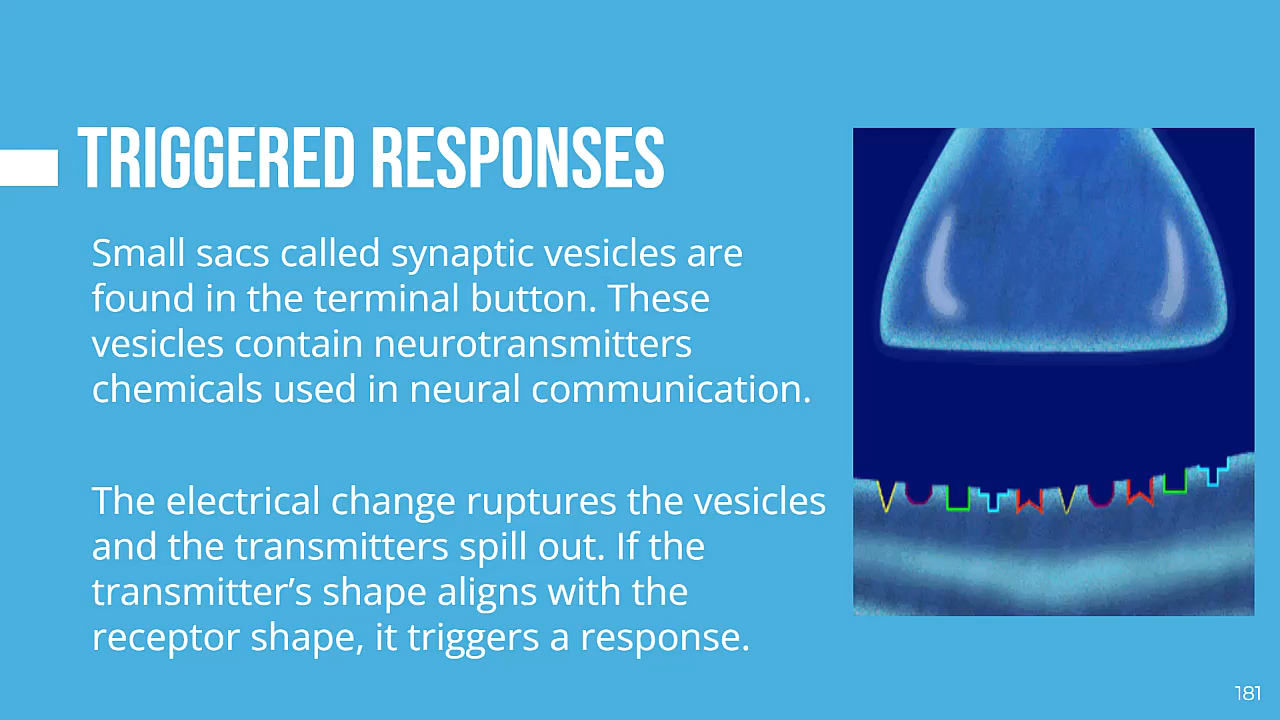 TRIGGERED RESPONSES
Small sacs called synaptic vesicles are
found in the terminal button. These
vesicles contain neurotransmitters
chemicals used in neural communication.
The electrical change ruptures the vesicles
and the transmitters spill out. If the
transmitter’s shape aligns with the
receptor shape, it triggers a response.
181